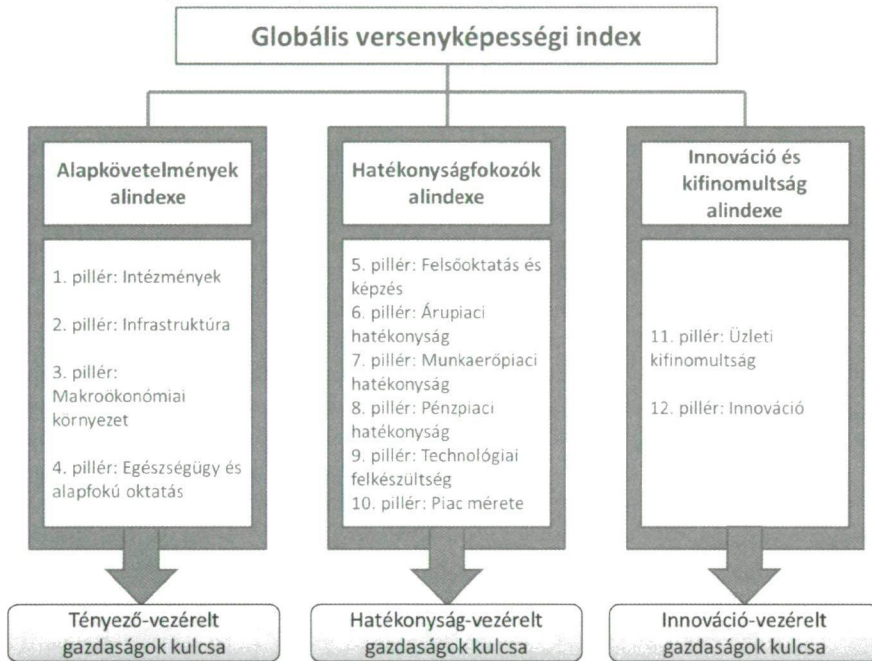 Globális versenyképességi index
Alapkövetelmények
alindexe
1. pillér: Intézmények
2. pillér: Infrastruktúra
3. pillér:
Makroökonómiai
környezet
4. pillér: Egészségügy és
alapfokú oktatás
Tényező-vezérelt
gazdaságok kulcsa
Hatékonyságfokozók
alindexe
5. pillér: Felsőoktatás és
képzés
6. pillér: Árupiaci
hatékonyság
7. pillér: Munkaerőpiaci
hatékonyság
8. pillér: Pénzpiaci
hatékonyság
9. pillér: Technológiai
felkészültség
10. pillér: Piac mérete
Hatékonyság-vezérelt
gazdaságok kulcsa
Innováció és
kifinomultság
alindexe
11. pillér: Üzleti
kifinomultság
12. pillér: Innováció
Innováció-vezérelt
gazdaságok kulcsa